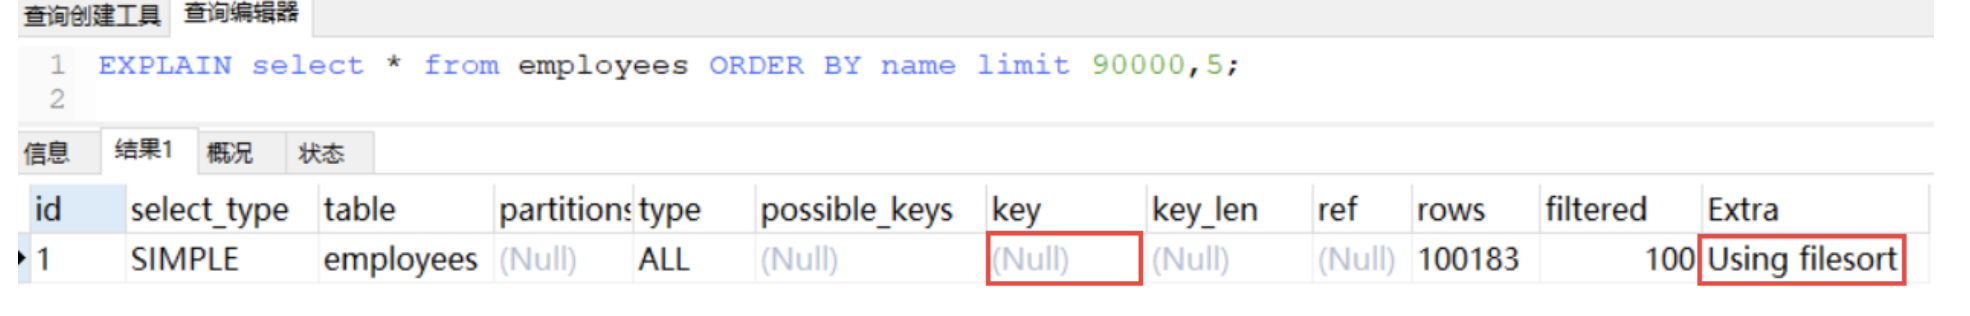 查询创建工具 查询编辑器
1 EXPLAIN select * from employees ORDER BY name limit 90000,5;
2
信息 结果1 概况 状态
id select_type table partitions type possible_keys key key_len ref rows filtered Extra
1 SIMPLE employees (Null) ALL (Null) (Null) (Null) (Null) 100183 100 Using filesort